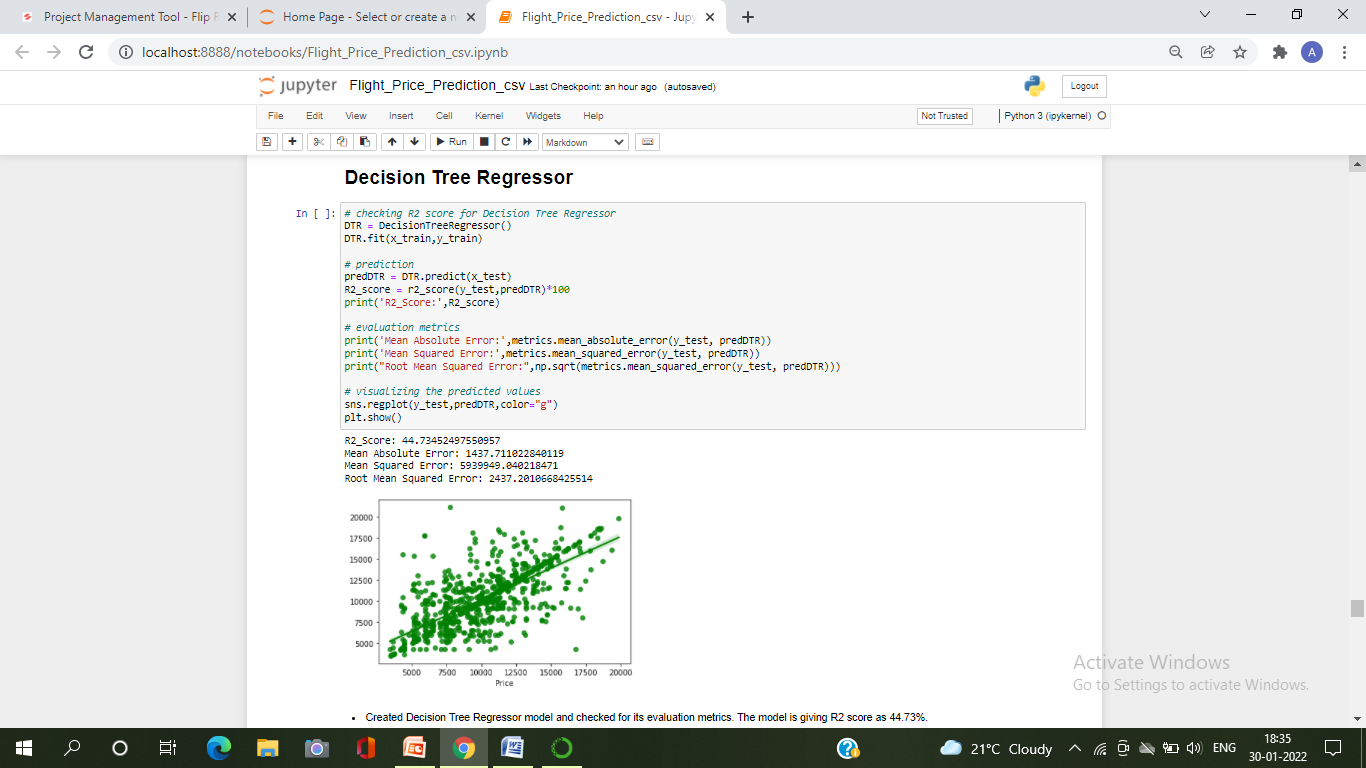 Project Management Tool - Flip R
Home Page - Select or create a n
Flight_Price_Prediction_csv - Jupy
localhost:8888/notebooks/Flight_Price_Prediction_csv.ipynb
A
jupyter Flight_Price_Prediction_csv Last Checkpoint: an hour ago (autosaved)
Logout
File Edit View Insert Cell Kernel Widgets Help
Not Trusted
Python 3 (ipykernel)
Run
Markdown
Decision Tree Regressor
In [ ]:
# checking R2 score for Decision Tree Regressor
DTR = DecisionTreeRegressor()
DTR.fit(x_train,y_train)
# prediction
predDTR = DTR.predict(x_test)
R2_score = r2_score(y_test,predDTR)*100
print('R2_Score:',R2_score)
# evaluation metrics
print('Mean Absolute Error:',metrics.mean_absolute_error(y_test, predDTR))
print('Mean Squared Error:',metrics.mean_squared_error(y_test, predDTR))
print("Root Mean Squared Error:",np.sqrt(metrics.mean_squared_error(y_test, predDTR)))
# visualizing the predicted values
sns.regplot(y_test,predDTR,color="g")
plt.show()
R2_Score: 44.73452497550957
Mean Absolute Error: 1437.711022840119
Mean Squared Error: 5939949.040218471
Root Mean Squared Error: 2437.2010668425514
20000
17500
15000
12500
10000
7500
5000
5000 7500 10000 12500 15000 17500 20000
Price
• Created Decision Tree Regressor model and checked for its evaluation metrics. The model is giving R2 score as 44.73%.
Activate Windows
Go to Settings to activate Windows.
21°C Cloudy
ENG
18:35
30-01-2022